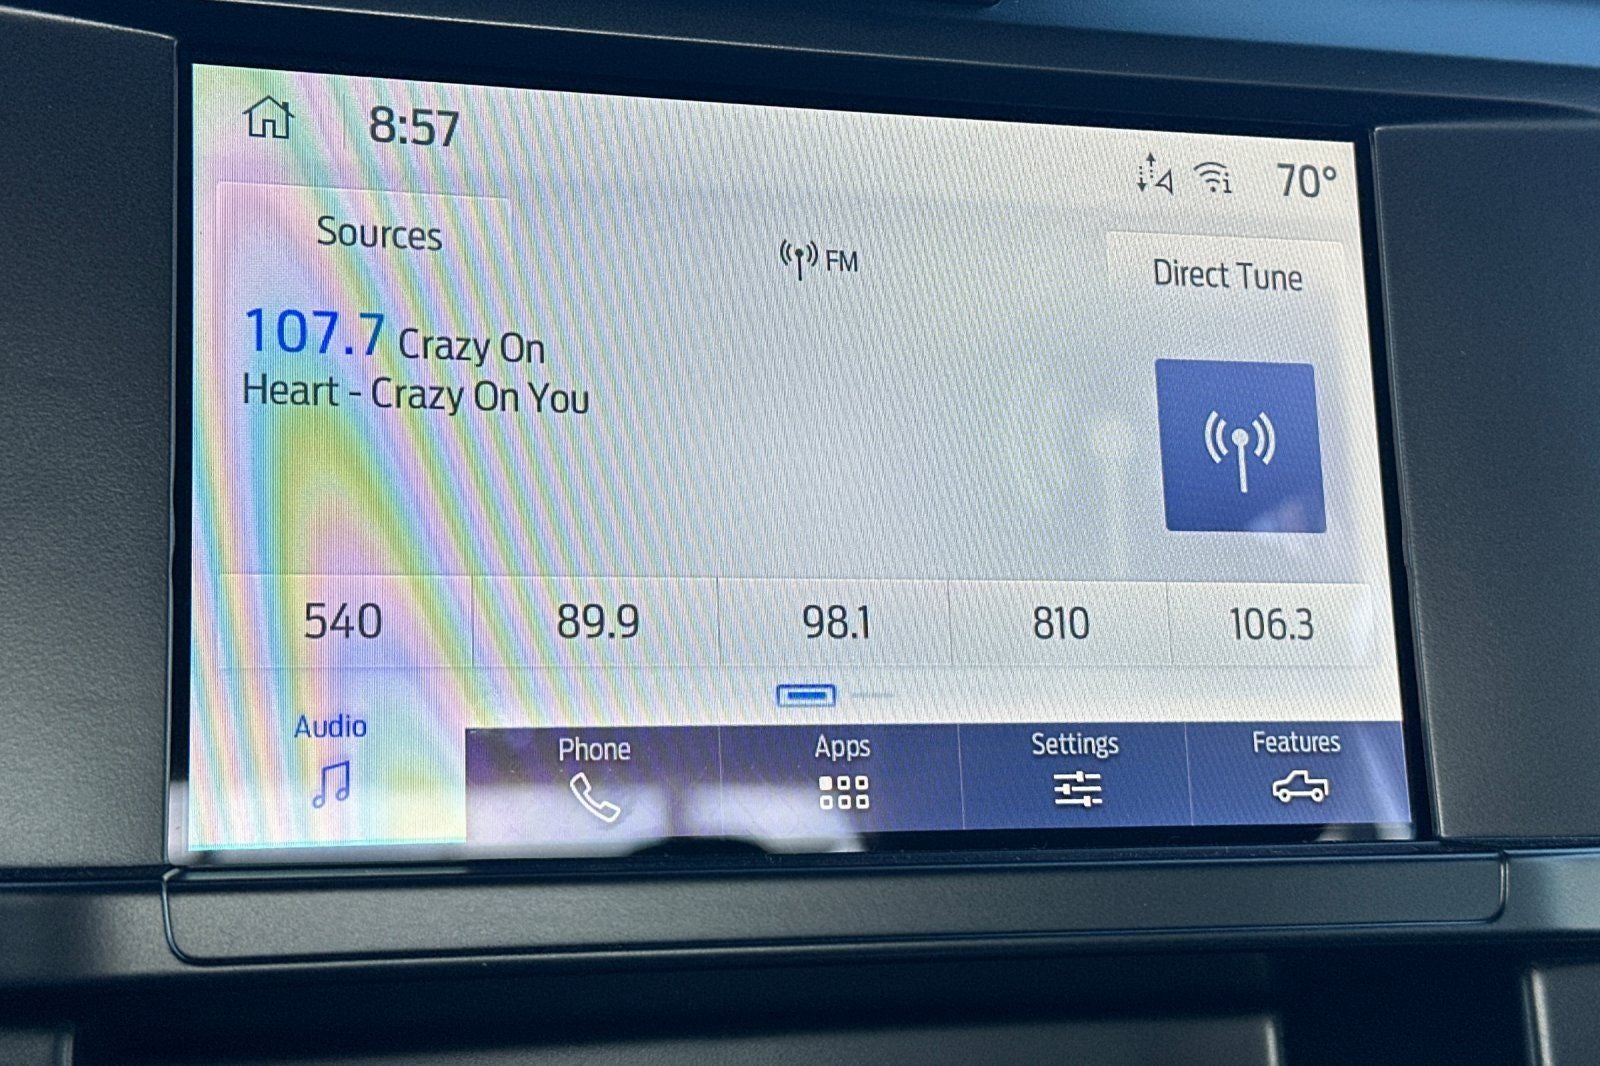 8:57
70°
Sources
FM
Direct Tune
107.7 Crazy On
Heart - Crazy On You
540 89.9 98.1 810 106.3
Audio Phone Apps Settings Features